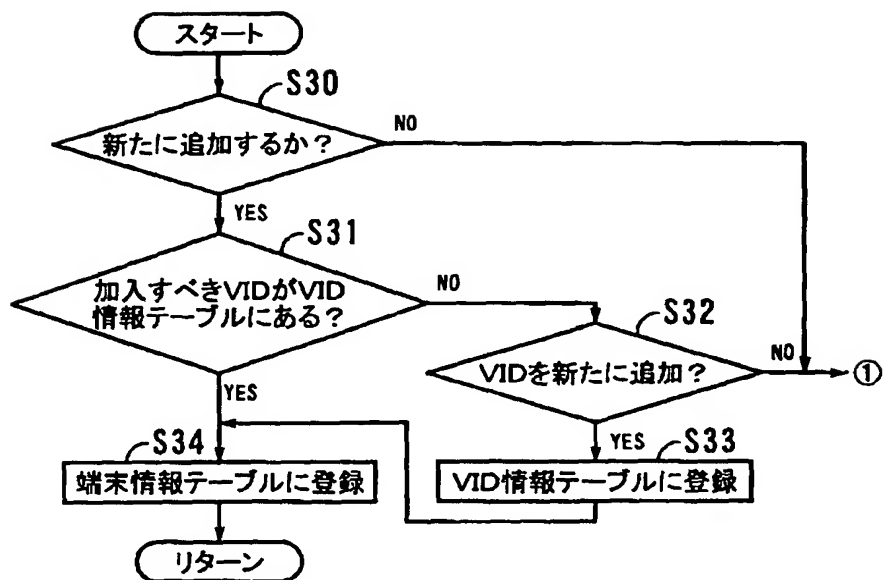 スタート
S30
新たに追加するか？
NO
YES
S31
加入すべきVIDがVID
情報テーブルにある？
NO
S32
VIDを新たに追加？
NO
①
YES
YES
S34
端末情報テーブルに登録
S33
VID情報テーブルに登録
リターン